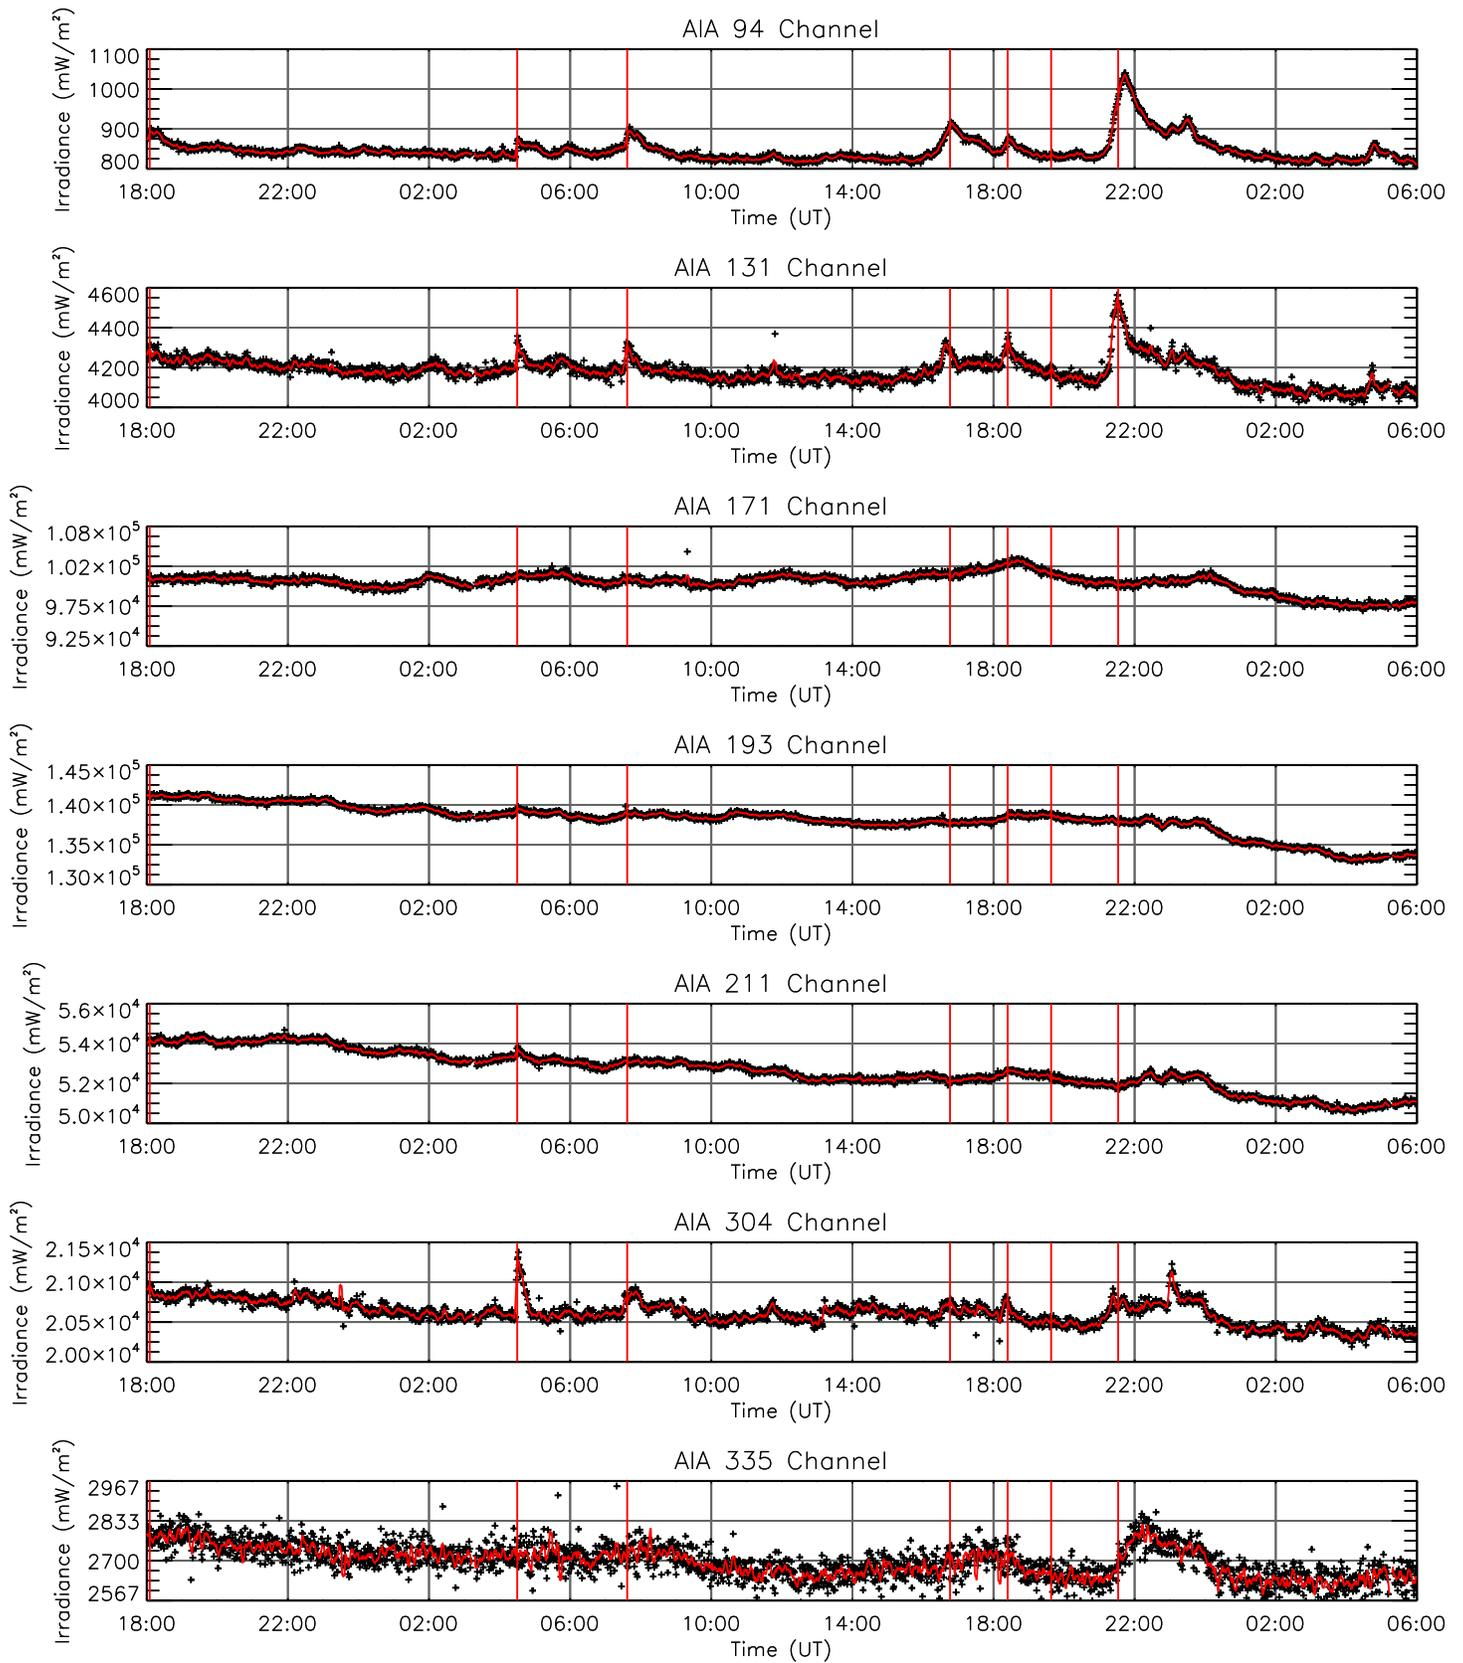 AIA 94 Channel
Irradiance (mW/m²)
1100
1000
900
800
18:00 22:00 02:00 06:00 10:00 14:00 18:00 22:00 02:00 06:00
Time (UT)
AIA 131 Channel
Irradiance (mW/m²)
4600
4400
4200
4000
18:00 22:00 02:00 06:00 10:00 14:00 18:00 22:00 02:00 06:00
Time (UT)
AIA 171 Channel
Irradiance (mW/m²)
1.08×10⁵
1.02×10⁵
9.75×10⁴
9.25×10⁴
18:00 22:00 02:00 06:00 10:00 14:00 18:00 22:00 02:00 06:00
Time (UT)
AIA 193 Channel
Irradiance (mW/m²)
1.45×10⁵
1.40×10⁵
1.35×10⁵
1.30×10⁵
18:00 22:00 02:00 06:00 10:00 14:00 18:00 22:00 02:00 06:00
Time (UT)
AIA 211 Channel
Irradiance (mW/m²)
5.6×10⁴
5.4×10⁴
5.2×10⁴
5.0×10⁴
18:00 22:00 02:00 06:00 10:00 14:00 18:00 22:00 02:00 06:00
Time (UT)
AIA 304 Channel
Irradiance (mW/m²)
2.15×10⁴
2.10×10⁴
2.05×10⁴
2.00×10⁴
18:00 22:00 02:00 06:00 10:00 14:00 18:00 22:00 02:00 06:00
Time (UT)
AIA 335 Channel
Irradiance (mW/m²)
2967
2833
2700
2567
18:00 22:00 02:00 06:00 10:00 14:00 18:00 22:00 02:00 06:00
Time (UT)